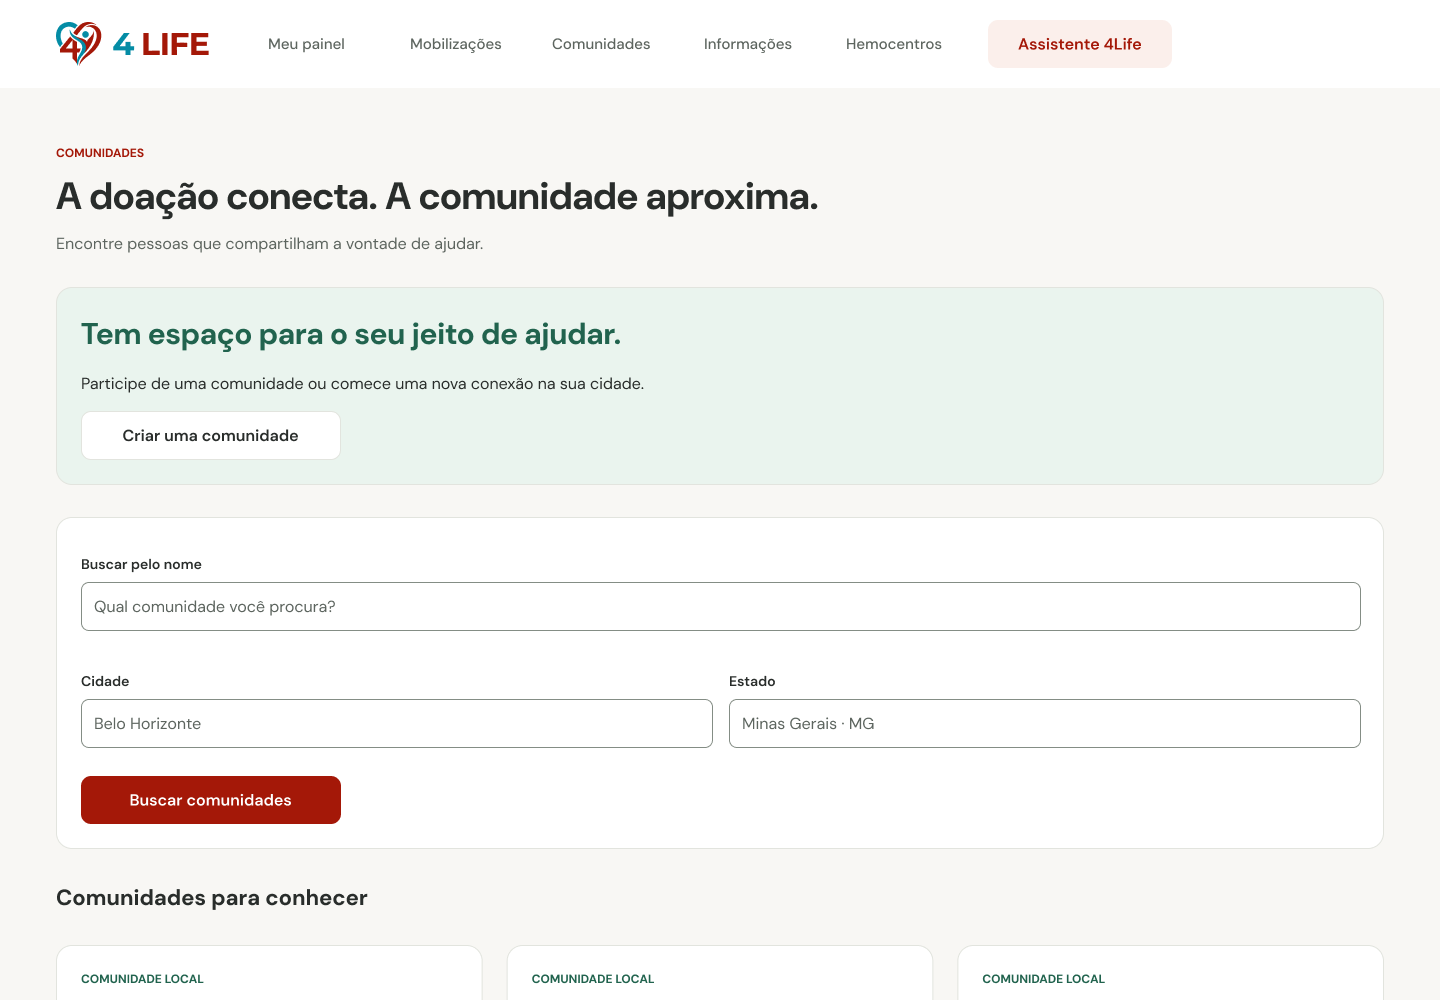 4 LIFE
Meu painel
Mobilizações
Comunidades
Informações
Hemocentros
Assistente 4Life
COMUNIDADES
A doação conecta. A comunidade aproxima.
Encontre pessoas que compartilham a vontade de ajudar.
Tem espaço para o seu jeito de ajudar.
Participe de uma comunidade ou comece uma nova conexão na sua cidade.
Criar uma comunidade
Buscar pelo nome
Qual comunidade você procura?
Cidade
Estado
Belo Horizonte
Minas Gerais · MG
Buscar comunidades
Comunidades para conhecer
COMUNIDADE LOCAL
COMUNIDADE LOCAL
COMUNIDADE LOCAL